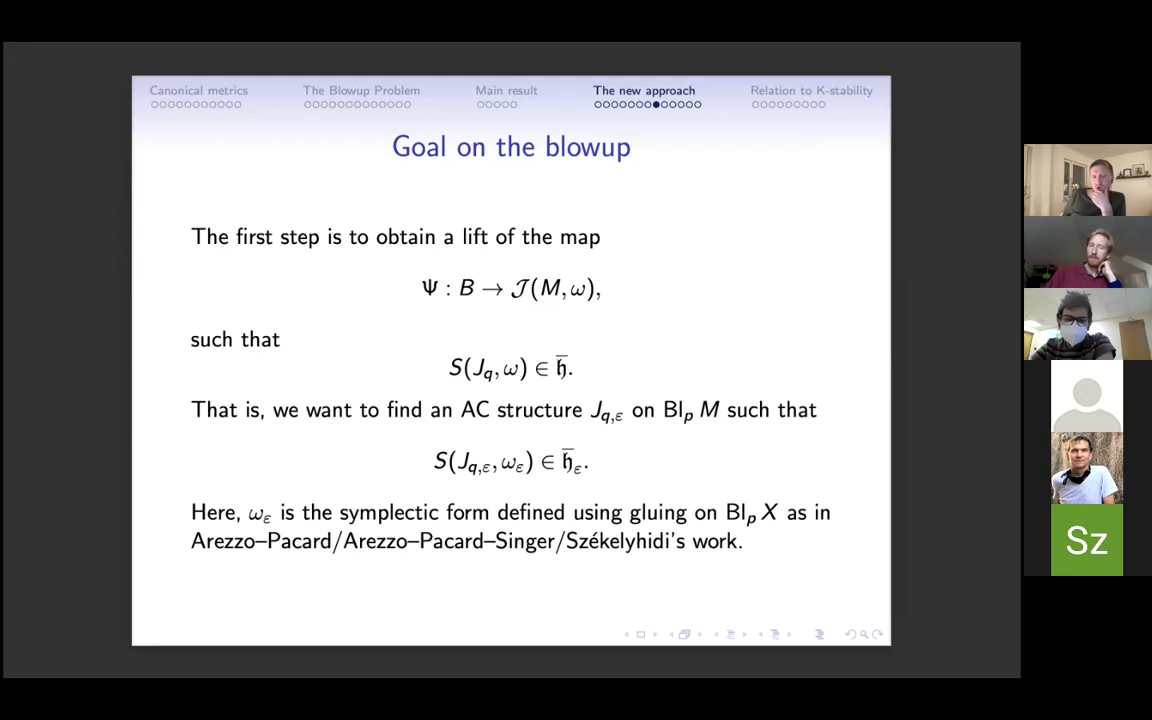 Canonical metrics The Blowup Problem Main result The new approach Relation to K-stability
Goal on the blowup
The first step is to obtain a lift of the map
Ψ : B → 𝒥(M, ω),
such that
S(J_q, ω) ∈ 𝔥̅.
That is, we want to find an AC structure J_{q,ε} on Bl_p M such that
S(J_{q,ε}, ω_ε) ∈ 𝔥̅_ε.
Here, ω_ε is the symplectic form defined using gluing on Bl_p X as in
Arezzo–Pacard/Arezzo–Pacard–Singer/Székelyhidi's work.
Sz